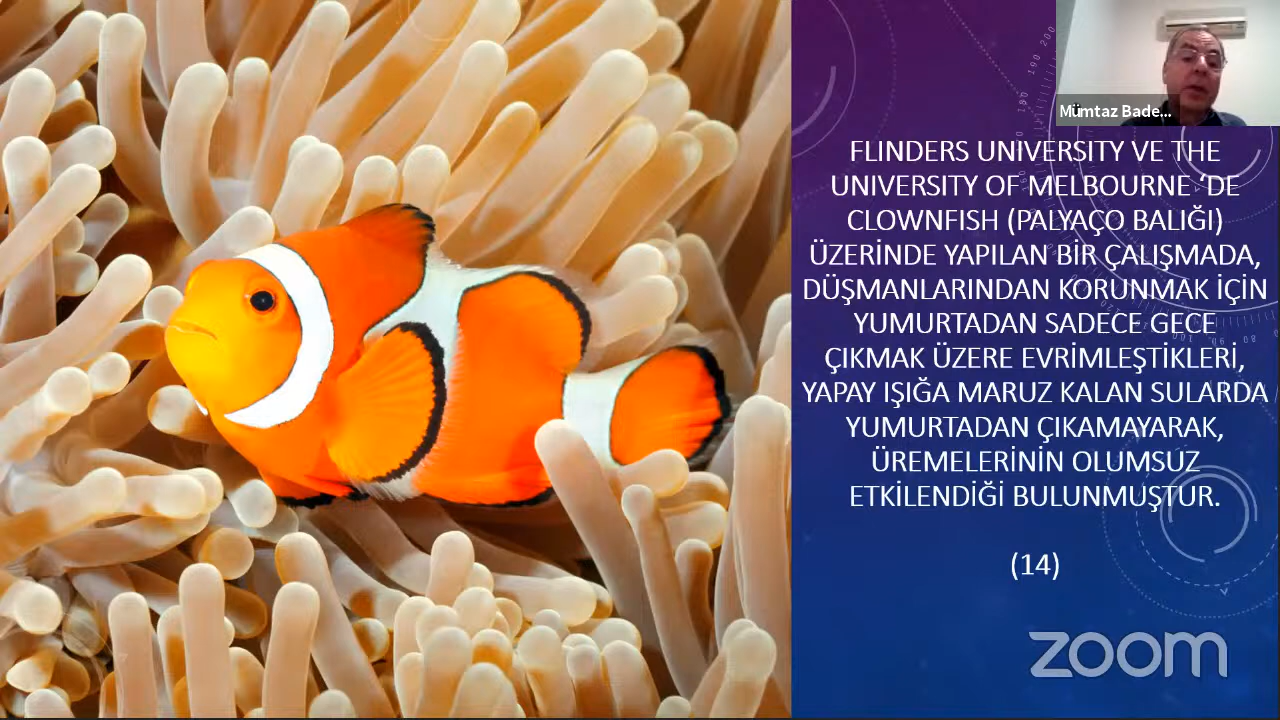 Mümtaz Bade...
FLINDERS UNIVERSITY VE THE
UNIVERSITY OF MELBOURNE ‘DE
CLOWNFISH (PALYAÇO BALIĞI)
ÜZERİNDE YAPILAN BİR ÇALIŞMADA,
DÜŞMANLARINDAN KORUNMAK İÇİN
YUMURTADAN SADECE GECE
ÇIKMAK ÜZERE EVRİMLEŞTİKLERİ,
YAPAY IŞIĞA MARUZ KALAN SULARDA
YUMURTADAN ÇIKAMAYARAK,
ÜREMELERİNİN OLUMSUZ
ETKİLENDİĞİ BULUNMUŞTUR.
(14)
zoom